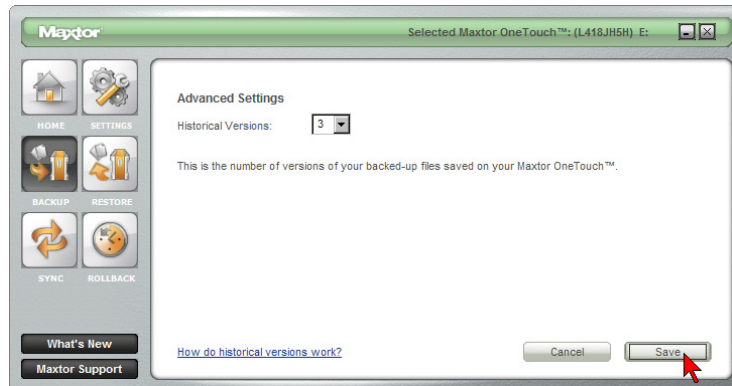 Maxtor
Selected Maxtor OneTouch™: (L418JH5H) E:
HOME SETTINGS
BACKUP RESTORE
SYNC ROLLBACK
What's New
Maxtor Support
Advanced Settings
Historical Versions: 3
This is the number of versions of your backed-up files saved on your Maxtor OneTouch™.
How do historical versions work?
Cancel Save